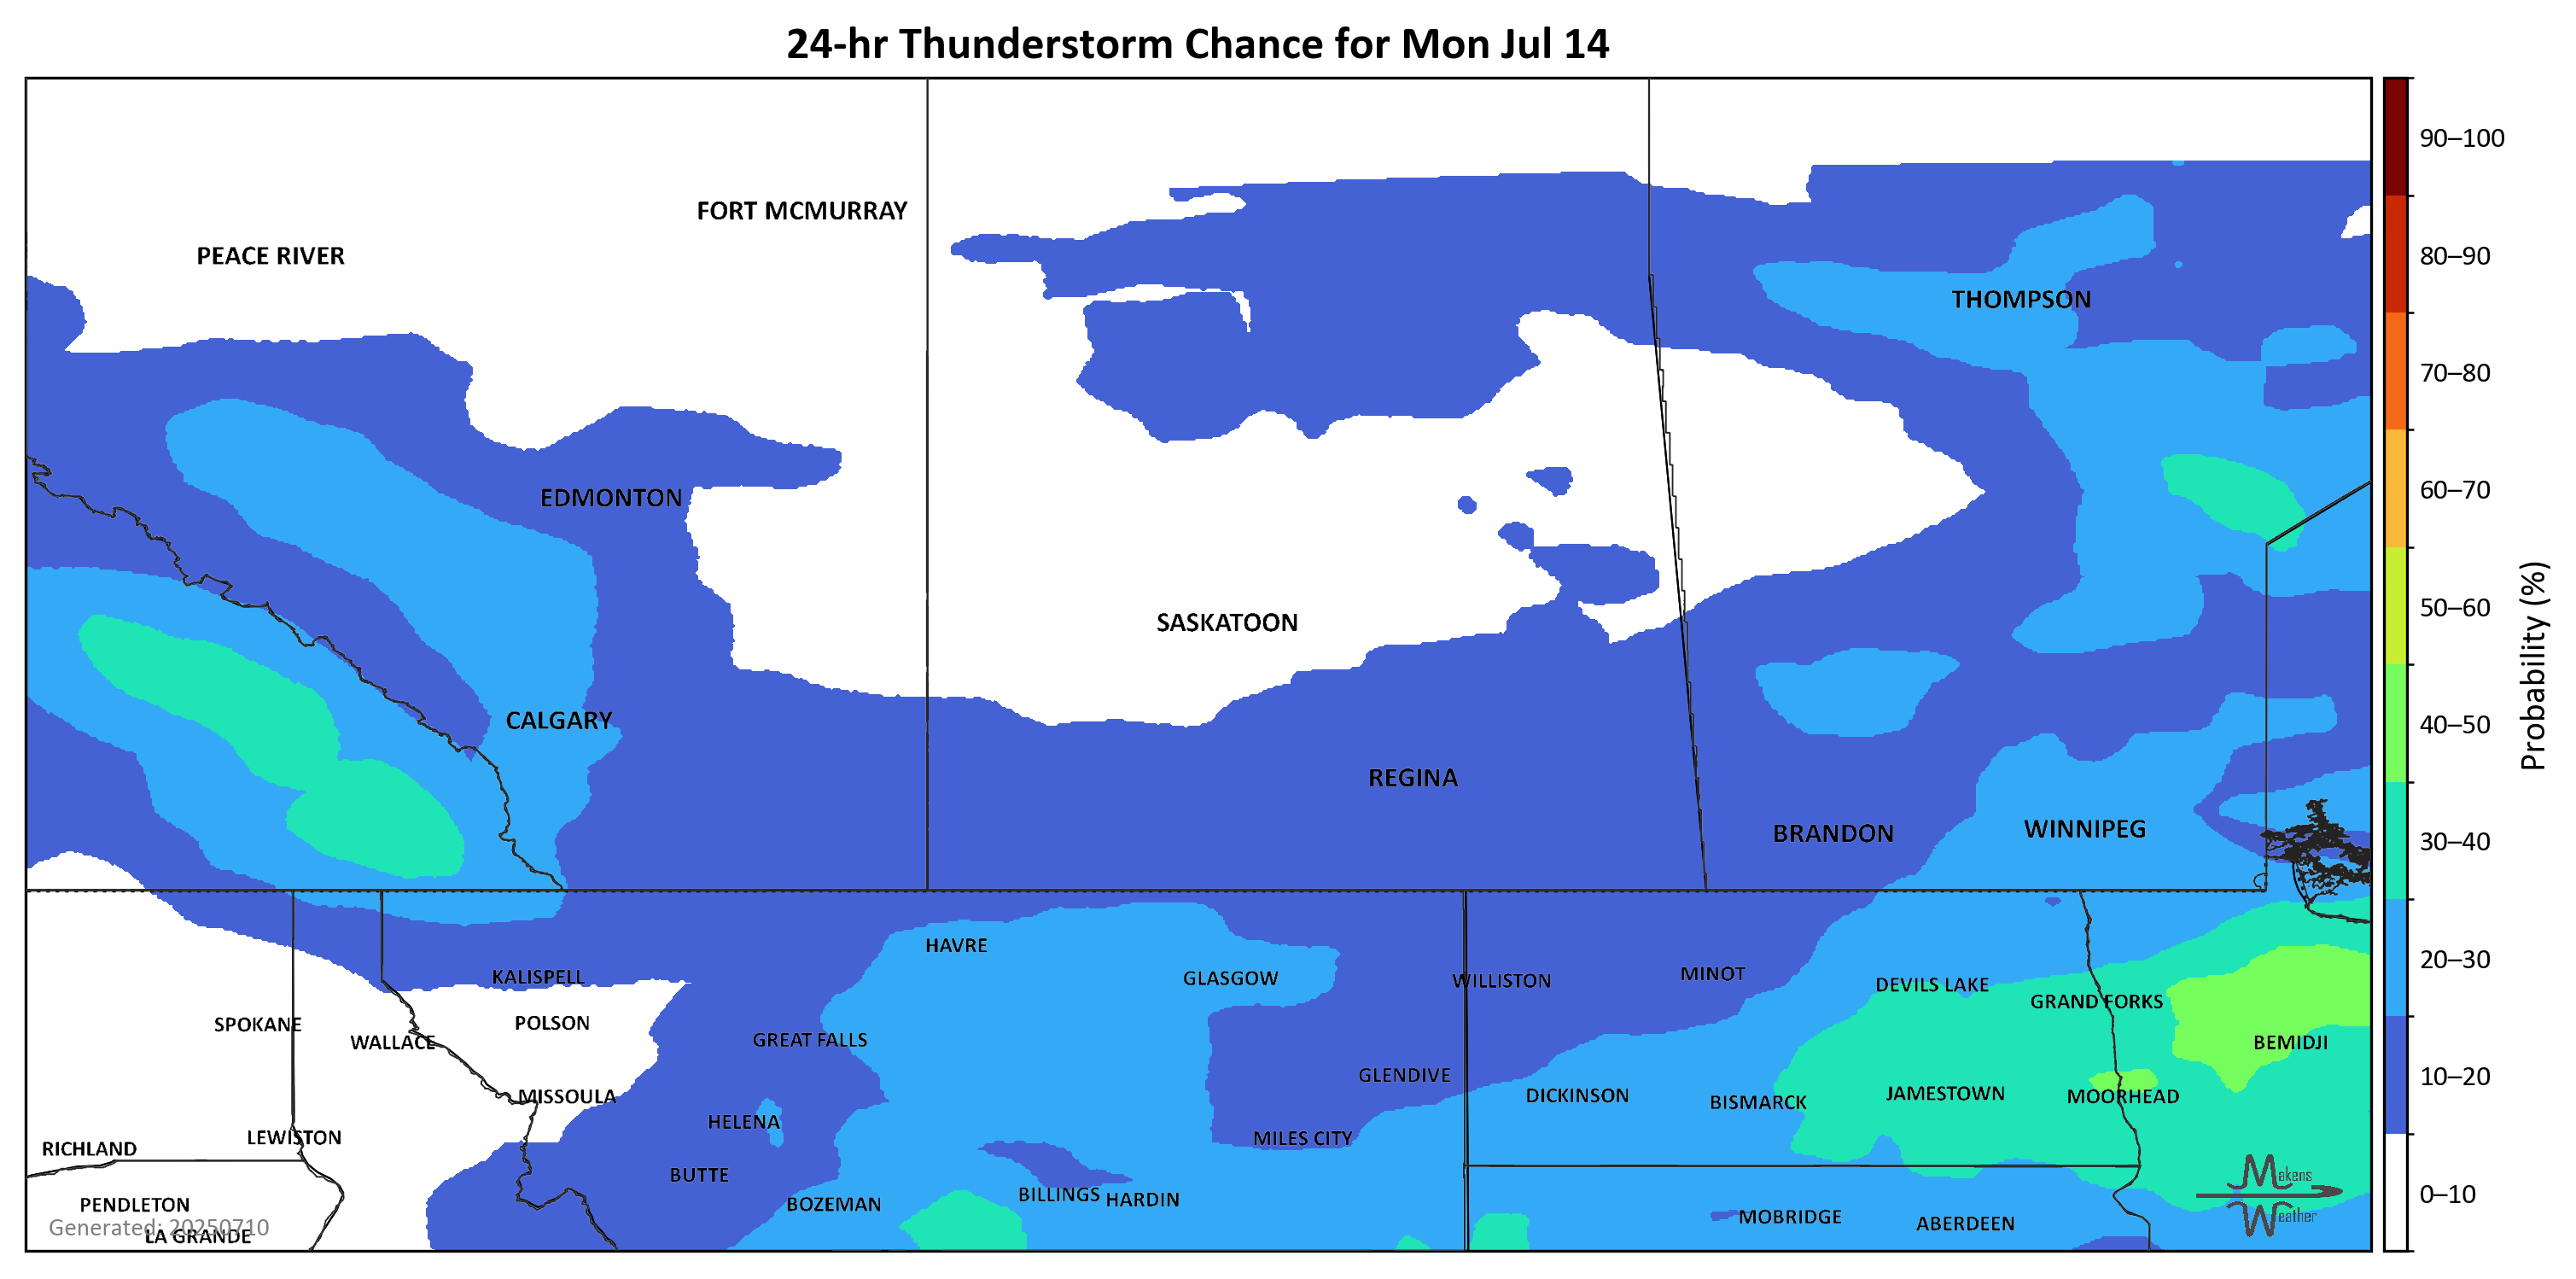 24-hr Thunderstorm Chance for Mon Jul 14
90–100
FORT MCMURRAY
PEACE RIVER
80–90
THOMPSON
70–80
60–70
EDMONTON
50–60
SASKATOON
Probability (%)
CALGARY
40–50
REGINA
BRANDON
WINNIPEG
30–40
HAVRE
20–30
KALISPELL
GLASGOW
WILLISTON
MINOT
DEVILS LAKE
GRAND FORKS
SPOKANE
POLSON
WALLACE
GREAT FALLS
BEMIDJI
GLENDIVE
10–20
MISSOULA
DICKINSON
BISMARCK
JAMESTOWN
MOORHEAD
HELENA
LEWISTON
MILES CITY
RICHLAND
BUTTE
Makens
Weather
0–10
PENDLETON
BOZEMAN
BILLINGS
HARDIN
MOBRIDGE
ABERDEEN
Generated: 20250710
LA GRANDE